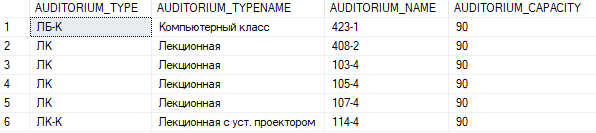 AUDITORIUM_TYPE AUDITORIUM_TYPENAME AUDITORIUM_NAME AUDITORIUM_CAPACITY
1 ЛБ-К Компьютерный класс 423-1 90
2 ЛК Лекционная 408-2 90
3 ЛК Лекционная 103-4 90
4 ЛК Лекционная 105-4 90
5 ЛК Лекционная 107-4 90
6 ЛК-К Лекционная с уст. проектором 114-4 90